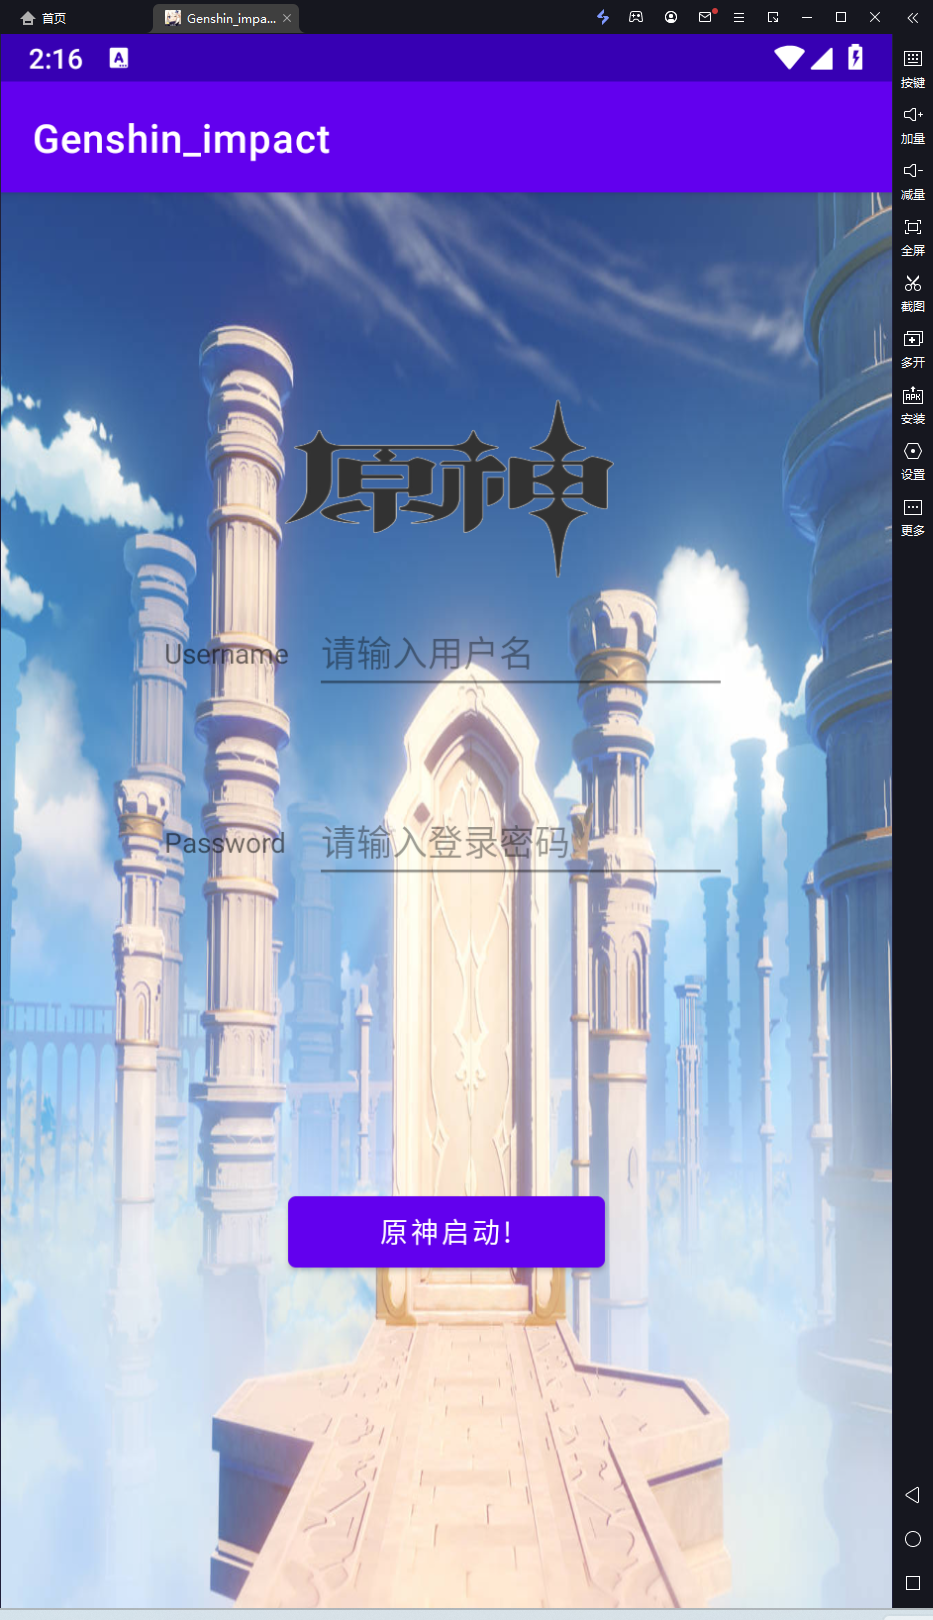 首页
Genshin_impa...
2:16
A
Genshin_impact
原神
Username
请输入用户名
Password
请输入登录密码
原神启动!
按键
加量
减量
全屏
截图
多开
APK
安装
设置
更多